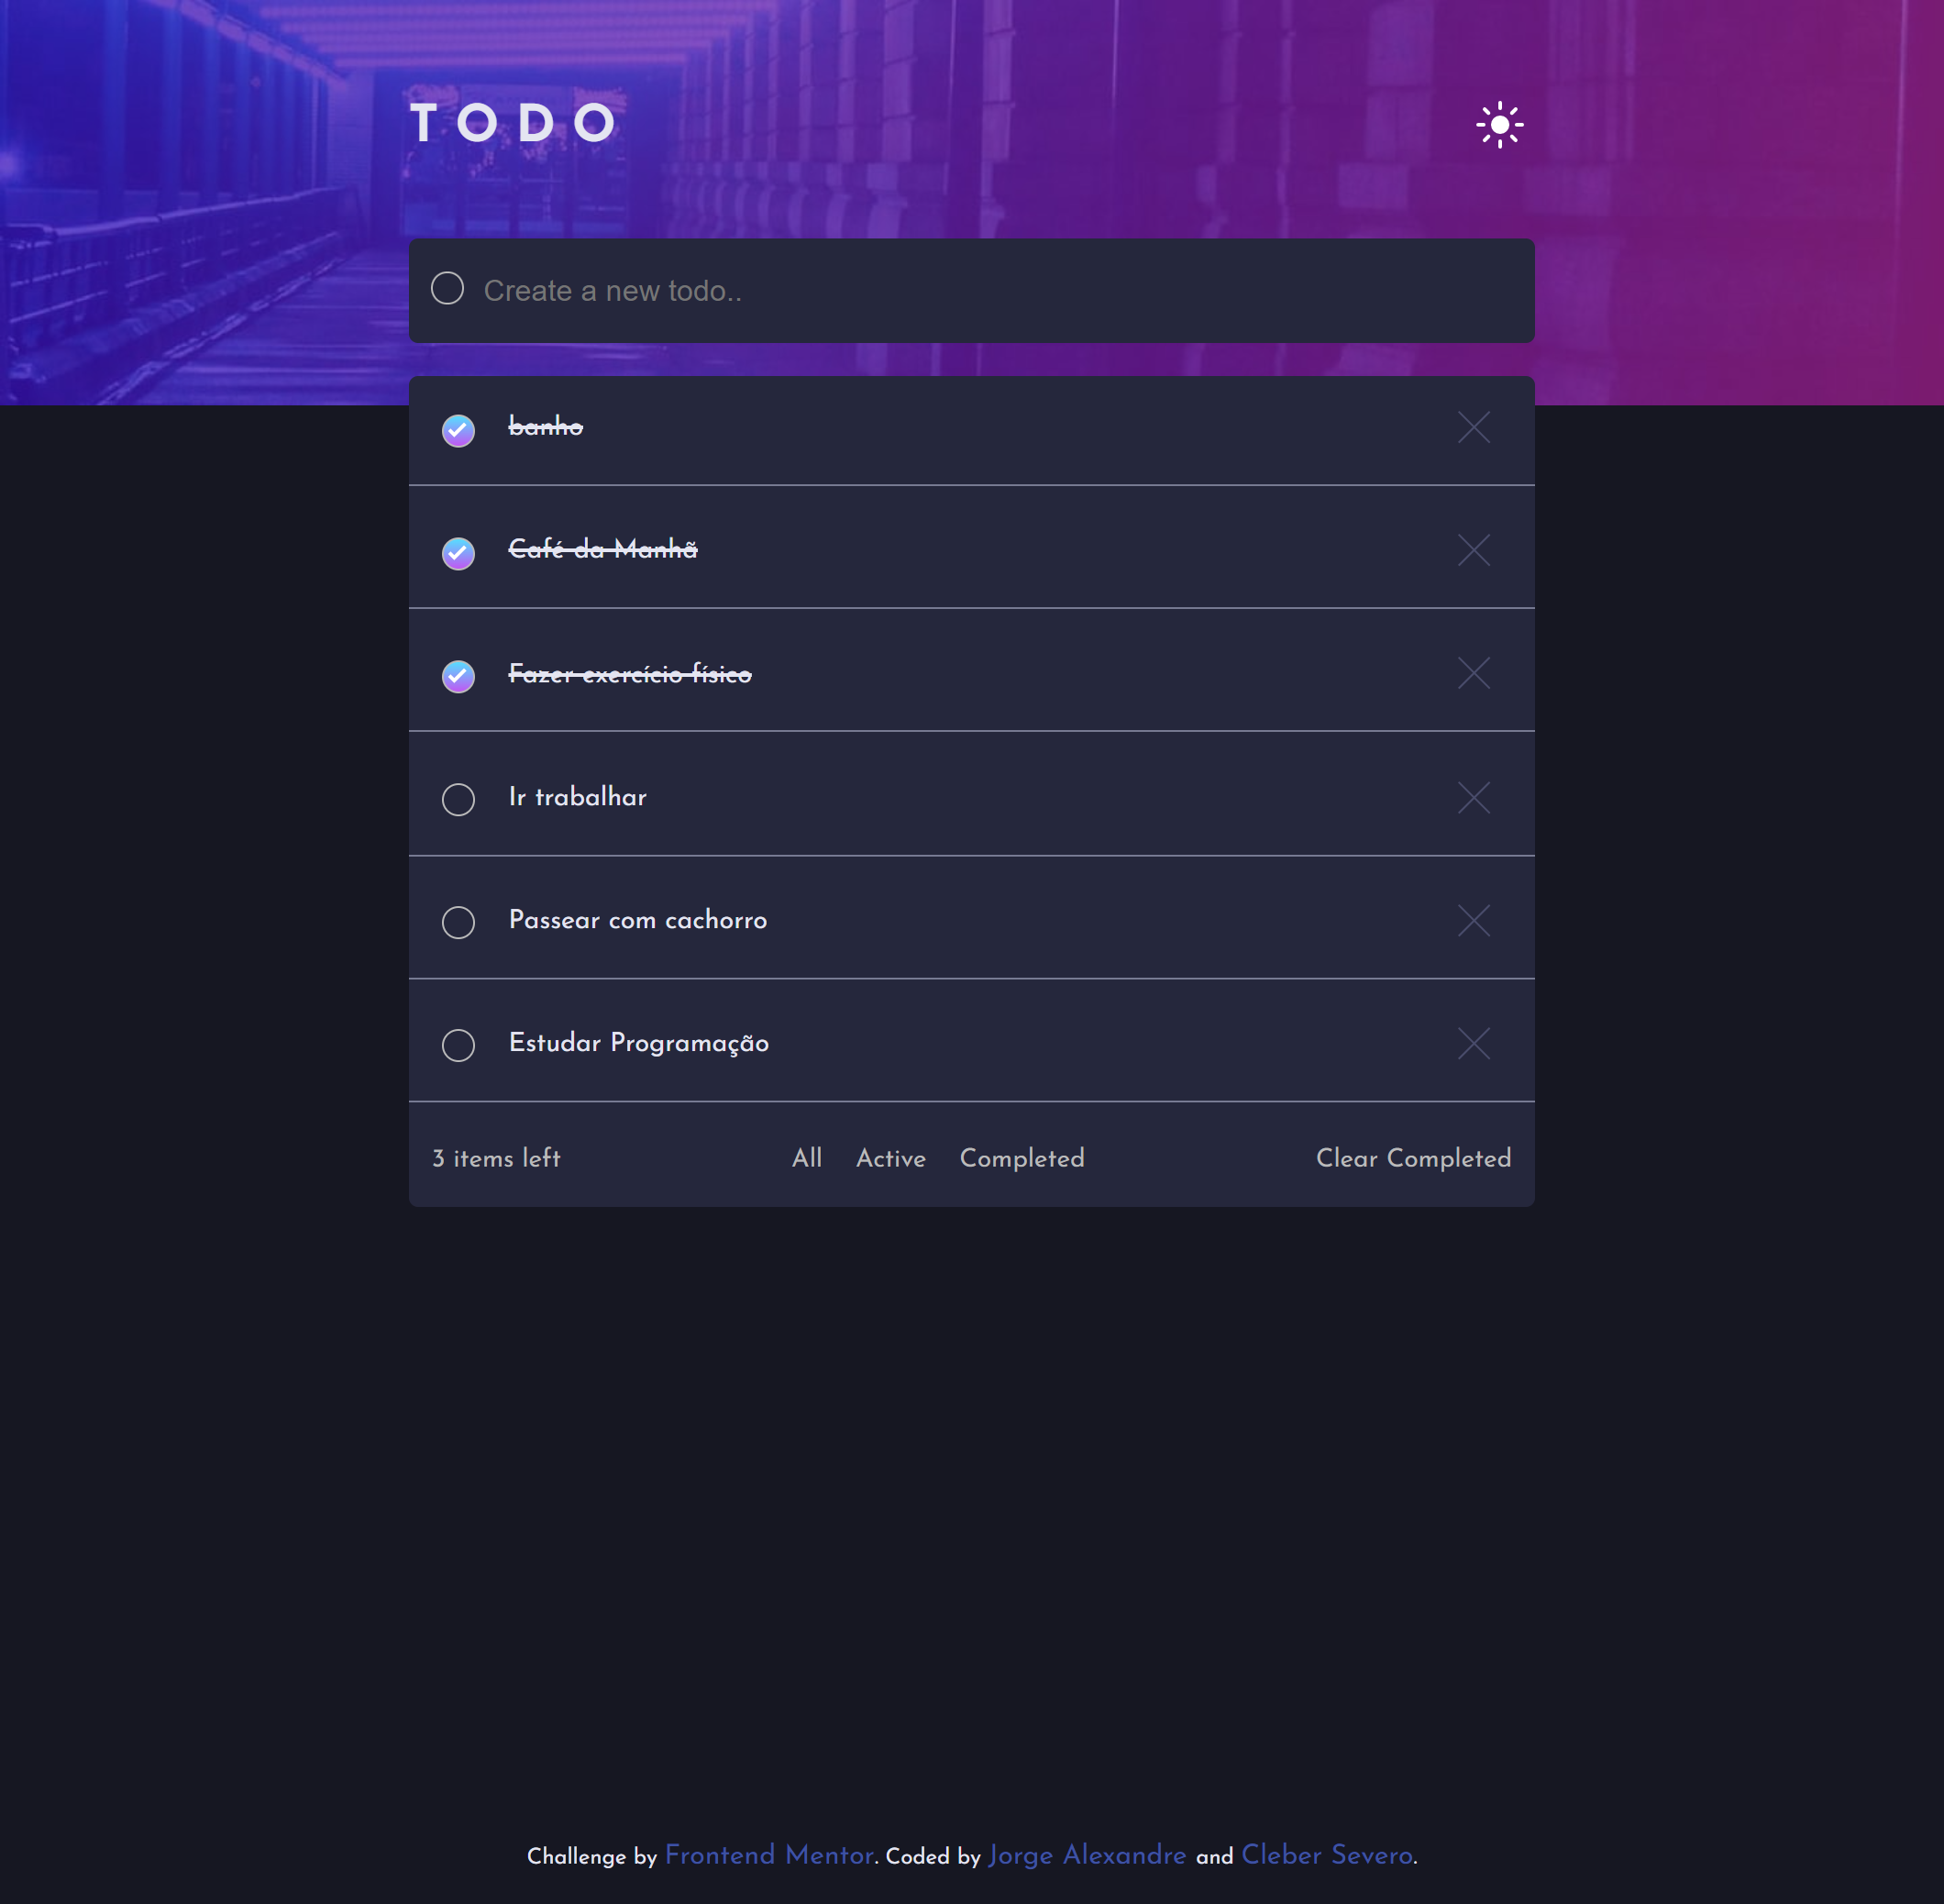 TODO
Create a new todo..
banho
Café da Manhã
Fazer exercício físico
Ir trabalhar
Passear com cachorro
Estudar Programação
3 items left All Active Completed Clear Completed
Challenge by Frontend Mentor. Coded by Jorge Alexandre and Cleber Severo.